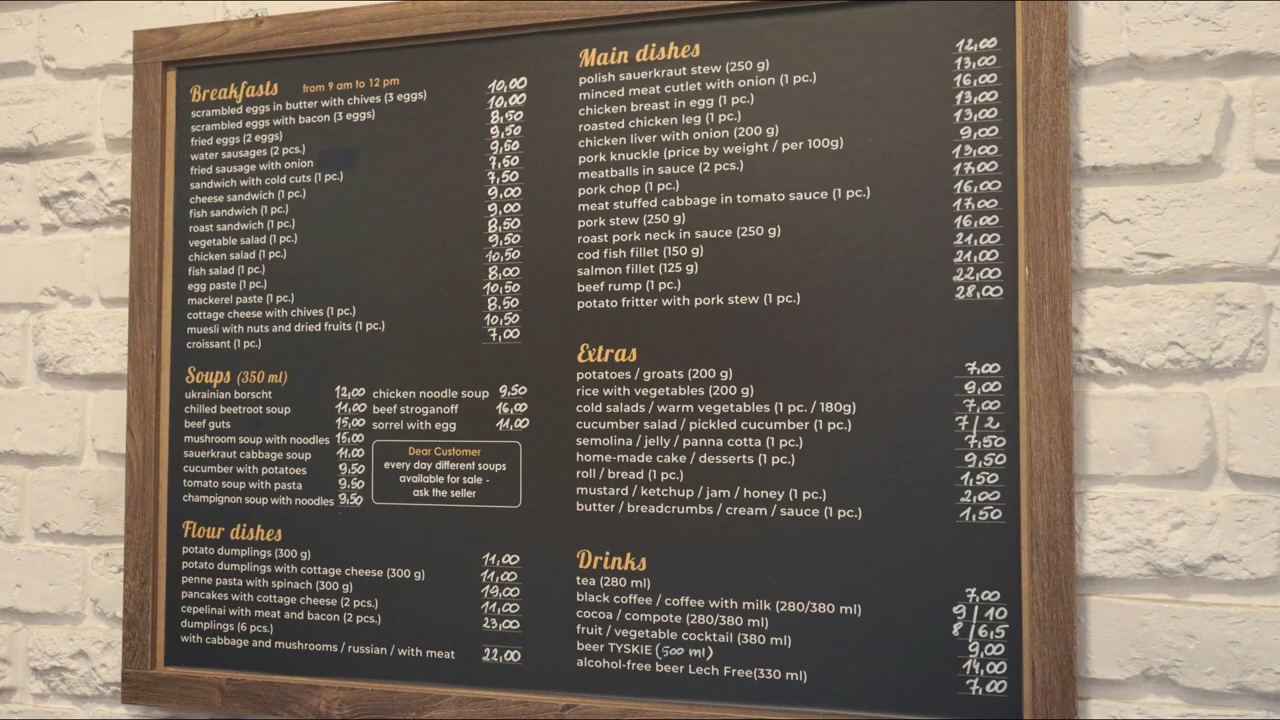 Breakfasts from 9 am to 12 pm
scrambled eggs in butter with chives (3 eggs) 10,00
scrambled eggs with bacon (3 eggs) 10,00
fried eggs (2 eggs) 8,50
water sausages (2 pcs.) 9,50
fried sausage with onion 9,50
sandwich with cold cuts (1 pc.) 7,50
cheese sandwich (1 pc.) 7,50
fish sandwich (1 pc.) 9,00
roast sandwich (1 pc.) 9,00
vegetable salad (1 pc.) 8,50
chicken salad (1 pc.) 9,50
fish salad (1 pc.) 10,50
egg paste (1 pc.) 8,00
mackerel paste (1 pc.) 10,50
cottage cheese with chives (1 pc.) 8,50
muesli with nuts and dried fruits (1 pc.) 10,50
croissant (1 pc.) 7,00
Soups (350 ml)
ukrainian borscht 12,00
chilled beetroot soup 11,00
beef guts 15,00
mushroom soup with noodles 15,00
sauerkraut cabbage soup 11,00
cucumber with potatoes 9,50
tomato soup with pasta 9,50
champignon soup with noodles 9,50
chicken noodle soup 9,50
beef stroganoff 16,00
sorrel with egg 11,00
Dear Customer
every day different soups
available for sale -
ask the seller
Flour dishes
potato dumplings (300 g) 11,00
potato dumplings with cottage cheese (300 g) 11,00
penne pasta with spinach (300 g) 19,00
pancakes with cottage cheese (2 pcs.) 11,00
cepelinai with meat and bacon (2 pcs.) 23,00
dumplings (6 pcs.)
with cabbage and mushrooms / russian / with meat 22,00
Main dishes
polish sauerkraut stew (250 g) 12,00
minced meat cutlet with onion (1 pc.) 13,00
chicken breast in egg (1 pc.) 16,00
roasted chicken leg (1 pc.) 13,00
chicken liver with onion (200 g) 13,00
pork knuckle (price by weight / per 100g) 9,00
meatballs in sauce (2 pcs.) 13,00
pork chop (1 pc.) 17,00
meat stuffed cabbage in tomato sauce (1 pc.) 16,00
pork stew (250 g) 17,00
roast pork neck in sauce (250 g) 16,00
cod fish fillet (150 g) 21,00
salmon fillet (125 g) 21,00
beef rump (1 pc.) 22,00
potato fritter with pork stew (1 pc.) 28,00
Extras
potatoes / groats (200 g) 7,00
rice with vegetables (200 g) 9,00
cold salads / warm vegetables (1 pc. / 180g) 7,00
cucumber salad / pickled cucumber (1 pc.) 7/2
semolina / jelly / panna cotta (1 pc.) 7,50
home-made cake / desserts (1 pc.) 9,50
roll / bread (1 pc.) 1,50
mustard / ketchup / jam / honey (1 pc.) 2,00
butter / breadcrumbs / cream / sauce (1 pc.) 1,50
Drinks
tea (280 ml) 7,00
black coffee / coffee with milk (280/380 ml) 9/10
cocoa / compote (280/380 ml) 8/6,5
fruit / vegetable cocktail (380 ml) 9,00
beer TYSKIE (500 ml) 14,00
alcohol-free beer Lech Free(330 ml) 7,00